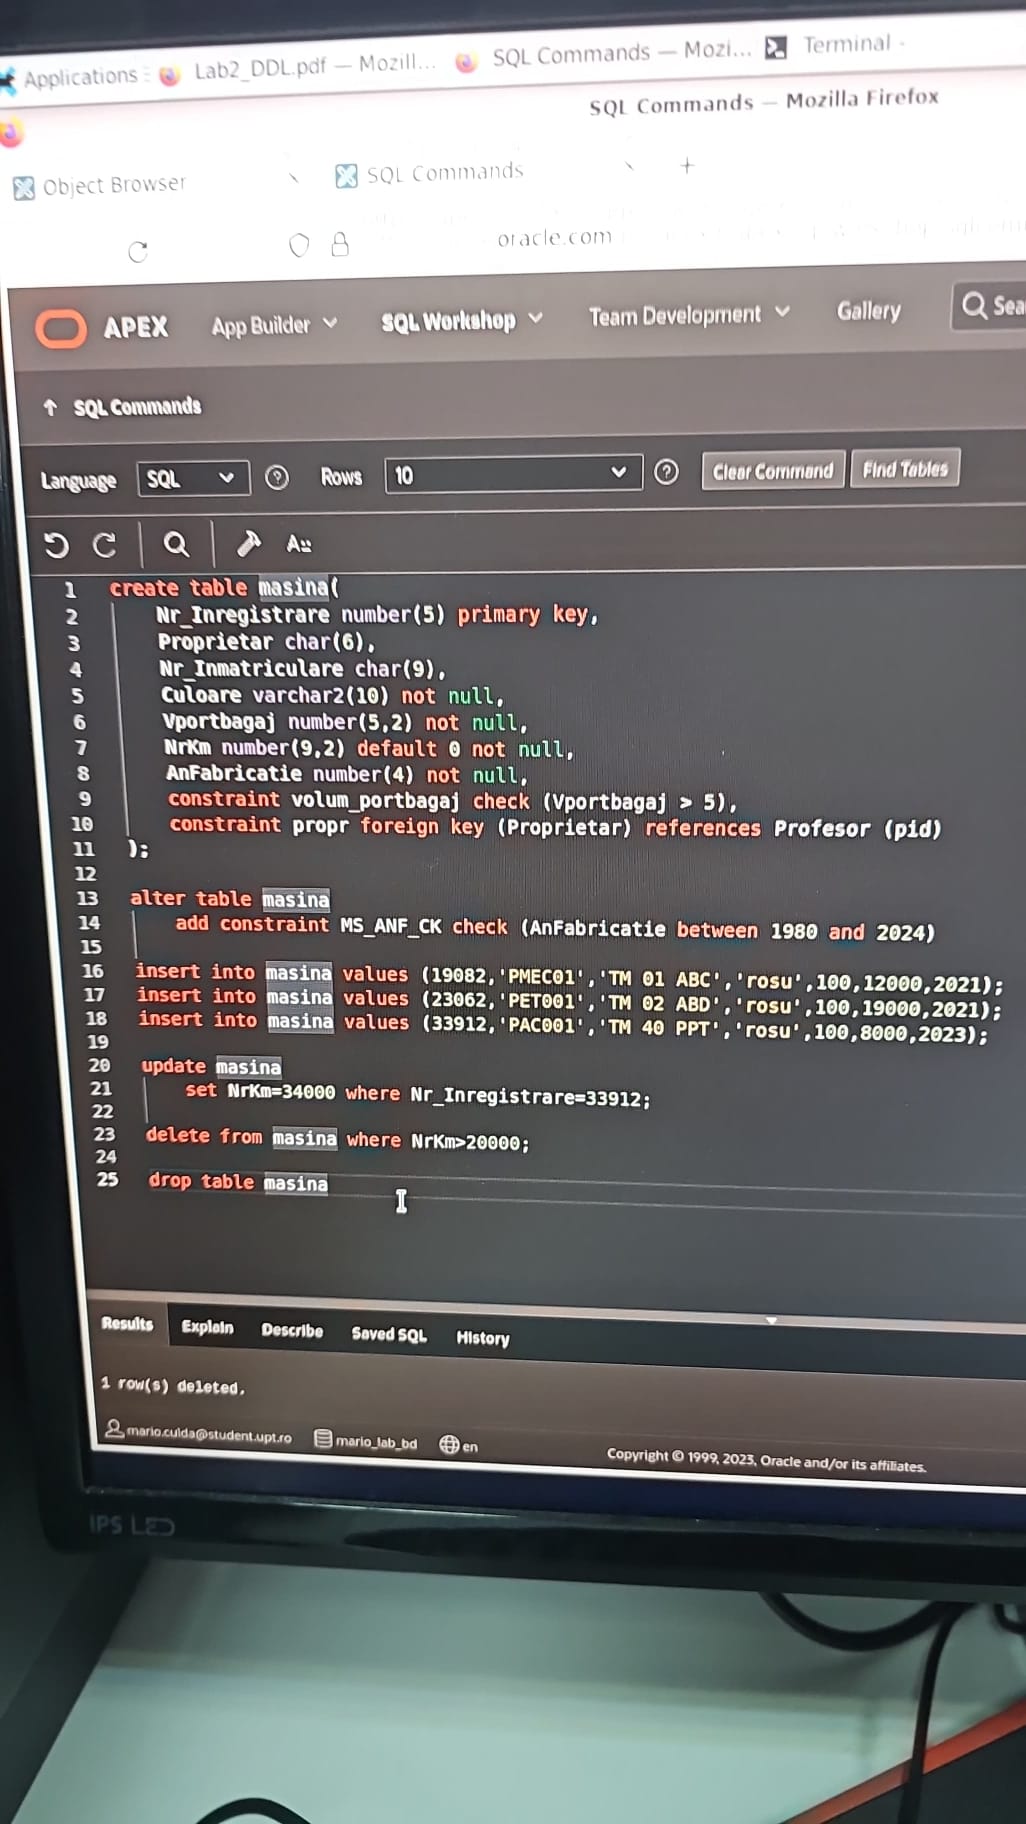 Applications
Lab2_DDL.pdf — Mozill...
SQL Commands — Mozi...
Terminal -
SQL Commands — Mozilla Firefox
Object Browser
SQL Commands
+
oracle.com
APEX
App Builder
SQL Workshop
Team Development
Gallery
Sea
↑ SQL Commands
Language
SQL
Rows
10
Clear Command
Find Tables
1 create table masina(
2 Nr_Inregistrare number(5) primary key,
3 Proprietar char(6),
4 Nr_Inmatriculare char(9),
5 Culoare varchar2(10) not null,
6 Vportbagaj number(5,2) not null,
7 NrKm number(9,2) default 0 not null,
8 AnFabricatie number(4) not null,
9 constraint volum_portbagaj check (Vportbagaj > 5),
10 constraint propr foreign key (Proprietar) references Profesor (pid)
11 );
12
13 alter table masina
14 add constraint MS_ANF_CK check (AnFabricatie between 1980 and 2024)
15
16 insert into masina values (19082,'PMEC01','TM 01 ABC','rosu',100,12000,2021);
17 insert into masina values (23062,'PET001','TM 02 ABD','rosu',100,19000,2021);
18 insert into masina values (33912,'PAC001','TM 40 PPT','rosu',100,8000,2023);
19
20 update masina
21 set NrKm=34000 where Nr_Inregistrare=33912;
22
23 delete from masina where NrKm>20000;
24
25 drop table masina
Results
Explain
Describe
Saved SQL
History
1 row(s) deleted.
mario.culda@student.upt.ro
mario_lab_bd
en
Copyright © 1999, 2023, Oracle and/or its affiliates.
IPS LED